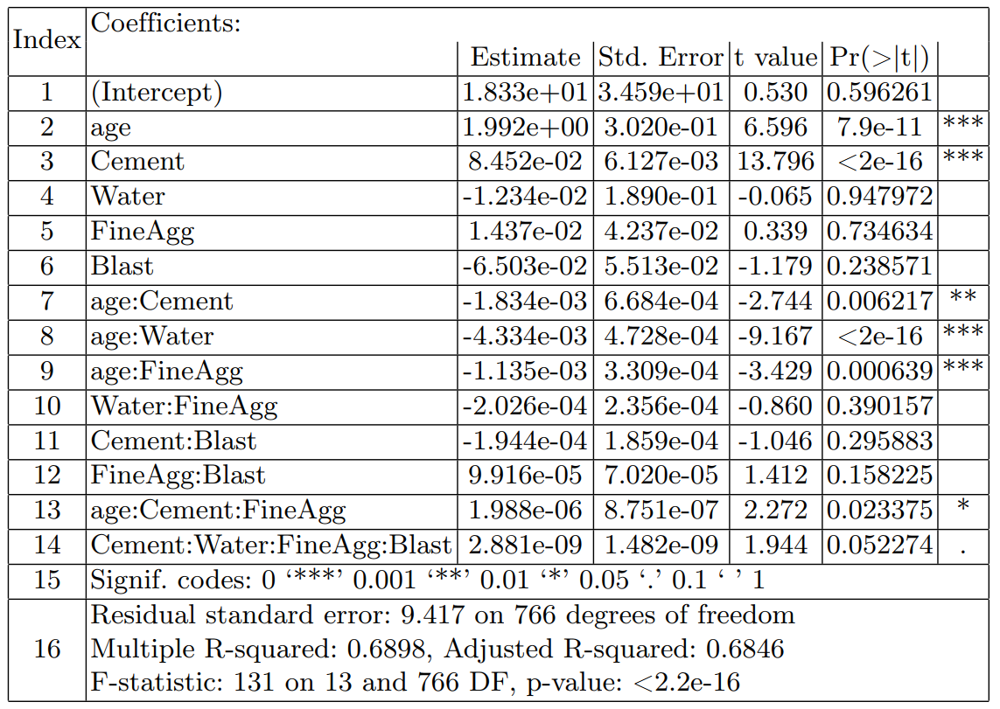 Index Coefficients:
Estimate Std. Error t value Pr(>|t|)
1 (Intercept) 1.833e+01 3.459e+01 0.530 0.596261
2 age 1.992e+00 3.020e-01 6.596 7.9e-11 ***
3 Cement 8.452e-02 6.127e-03 13.796 <2e-16 ***
4 Water -1.234e-02 1.890e-01 -0.065 0.947972
5 FineAgg 1.437e-02 4.237e-02 0.339 0.734634
6 Blast -6.503e-02 5.513e-02 -1.179 0.238571
7 age:Cement -1.834e-03 6.684e-04 -2.744 0.006217 **
8 age:Water -4.334e-03 4.728e-04 -9.167 <2e-16 ***
9 age:FineAgg -1.135e-03 3.309e-04 -3.429 0.000639 ***
10 Water:FineAgg -2.026e-04 2.356e-04 -0.860 0.390157
11 Cement:Blast -1.944e-04 1.859e-04 -1.046 0.295883
12 FineAgg:Blast 9.916e-05 7.020e-05 1.412 0.158225
13 age:Cement:FineAgg 1.988e-06 8.751e-07 2.272 0.023375 *
14 Cement:Water:FineAgg:Blast 2.881e-09 1.482e-09 1.944 0.052274 .
15 Signif. codes: 0 ‘***’ 0.001 ‘**’ 0.01 ‘*’ 0.05 ‘.’ 0.1 ‘ ’ 1
16 Residual standard error: 9.417 on 766 degrees of freedom
Multiple R-squared: 0.6898, Adjusted R-squared: 0.6846
F-statistic: 131 on 13 and 766 DF, p-value: <2.2e-16